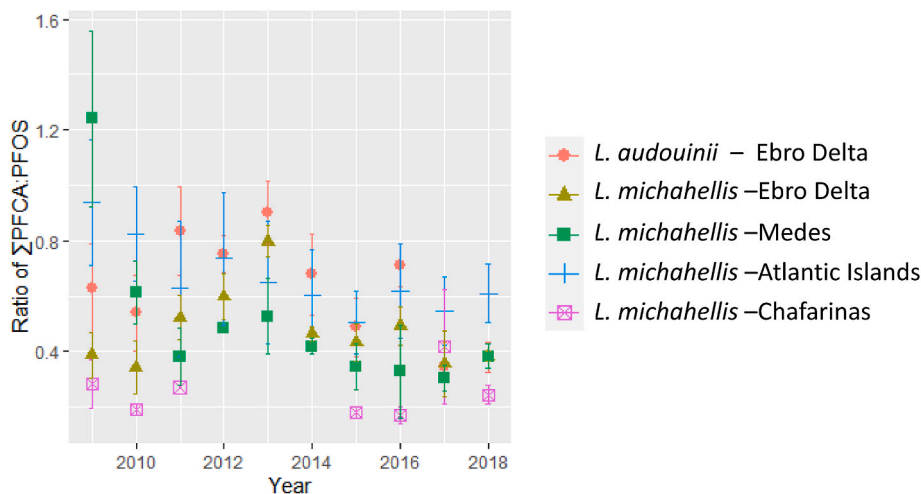 1.6
1.2
0.8
0.4
Ratio of ∑PFCA:PFOS
2010
2012
2014
2016
2018
Year
L. audouinii – Ebro Delta
L. michahellis –Ebro Delta
L. michahellis –Medes
L. michahellis –Atlantic Islands
L. michahellis –Chafarinas